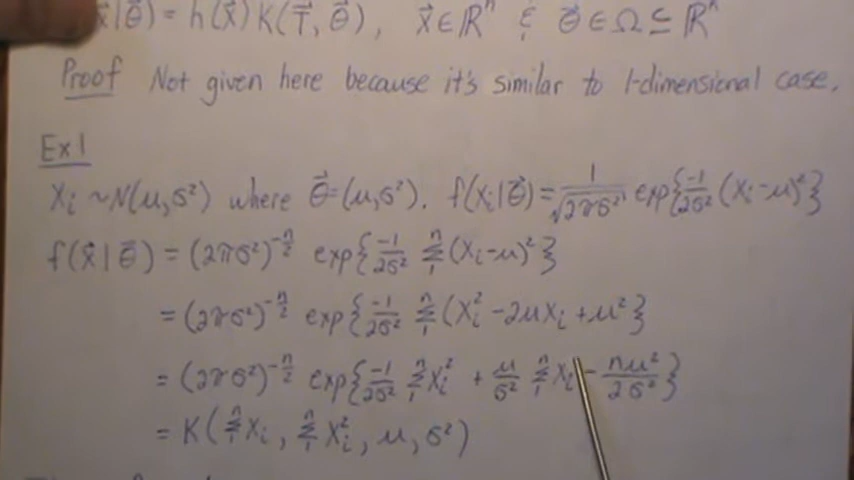 x⃗|θ⃗) = h(x⃗) K(T⃗, θ⃗), x⃗ ∈ ℝⁿ & θ⃗ ∈ Ω ⊆ ℝⁿ
Proof Not given here because it's similar to 1-dimensional case.
Ex 1
Xᵢ ~ N(μ, σ²) where θ⃗ = (μ, σ²). f(xᵢ|θ⃗) = 1/√(2πσ²) exp{-1/2σ² (Xᵢ-μ)²}
f(x⃗|θ⃗) = (2πσ²)^(-n/2) exp{-1/2σ² Σ₁ⁿ (Xᵢ-μ)²}
= (2πσ²)^(-n/2) exp{-1/2σ² Σ₁ⁿ (Xᵢ² - 2μXᵢ + μ²}
= (2πσ²)^(-n/2) exp{-1/2σ² Σ₁ⁿ Xᵢ² + μ/σ² Σ₁ⁿ Xᵢ - nμ²/2σ²}
= K(Σ₁ⁿ Xᵢ, Σ₁ⁿ Xᵢ², μ, σ²)